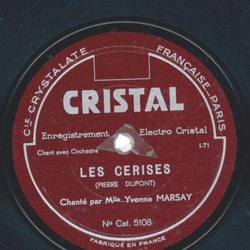 Cie CRYSTALATE FRANÇAISE-PARIS
CRISTAL
Enregistrement Electro Cristal
Chant avec Orchestre I-71
LES CERISES
(PIERRE DUPONT)
Chanté par Mlle Yvonne MARSAY
No Cat. 5108
FABRIQUÉ EN FRANCE